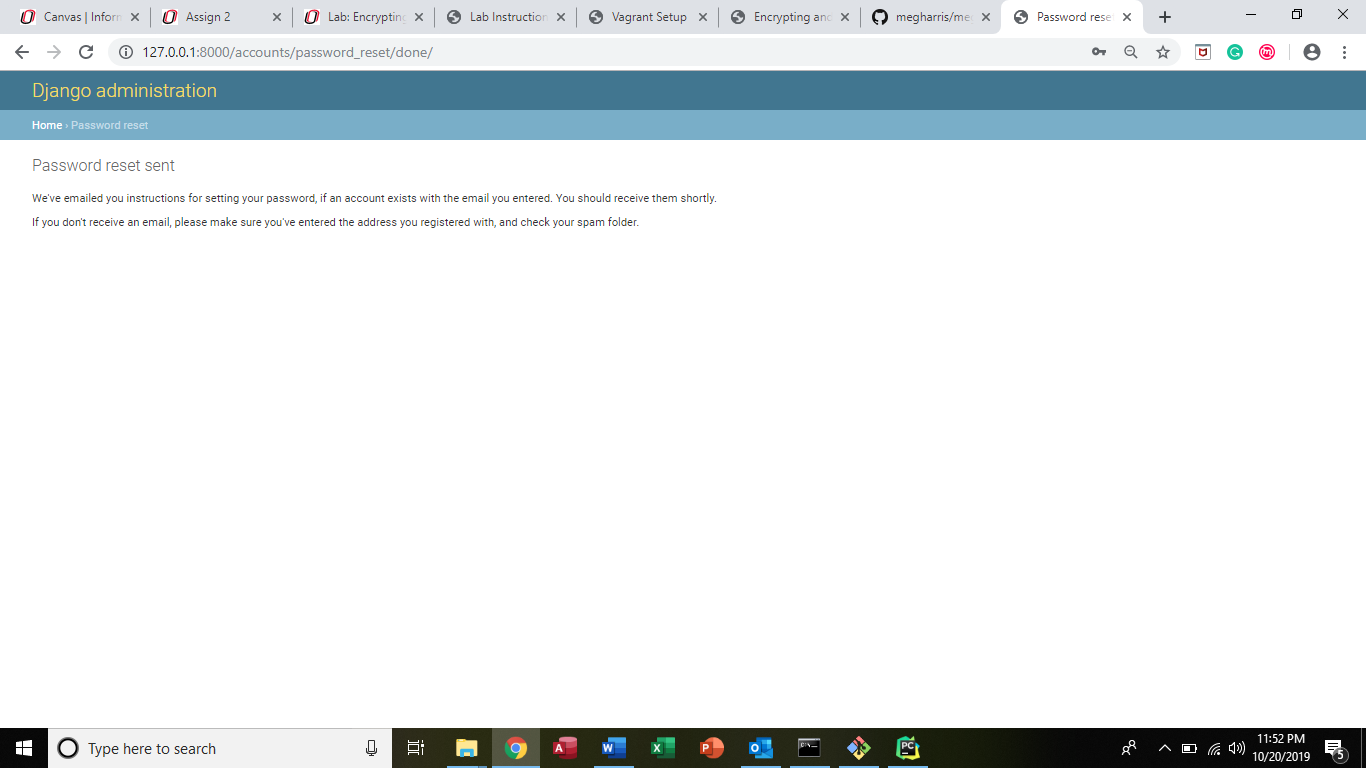 Canvas | Inform
Assign 2
Lab: Encrypting
Lab Instruction
Vagrant Setup
Encrypting and
megharris/me
Password rese
127.0.0.1:8000/accounts/password_reset/done/
Django administration
Home › Password reset
Password reset sent
We've emailed you instructions for setting your password, if an account exists with the email you entered. You should receive them shortly.
If you don't receive an email, please make sure you've entered the address you registered with, and check your spam folder.
Type here to search
11:52 PM
10/20/2019
5